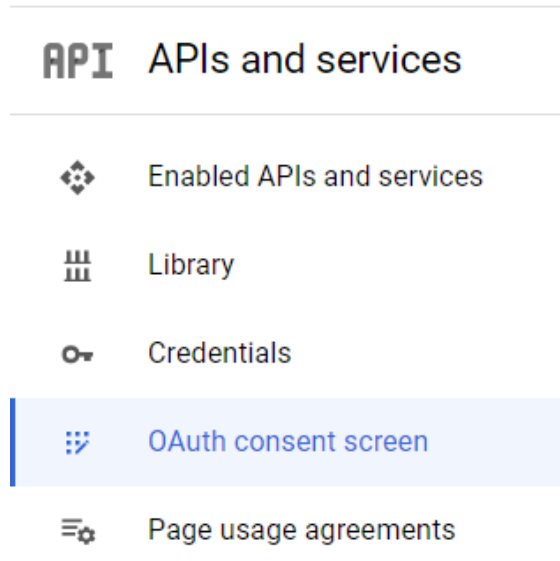 API APIs and services
Enabled APIs and services
Library
Credentials
OAuth consent screen
Page usage agreements